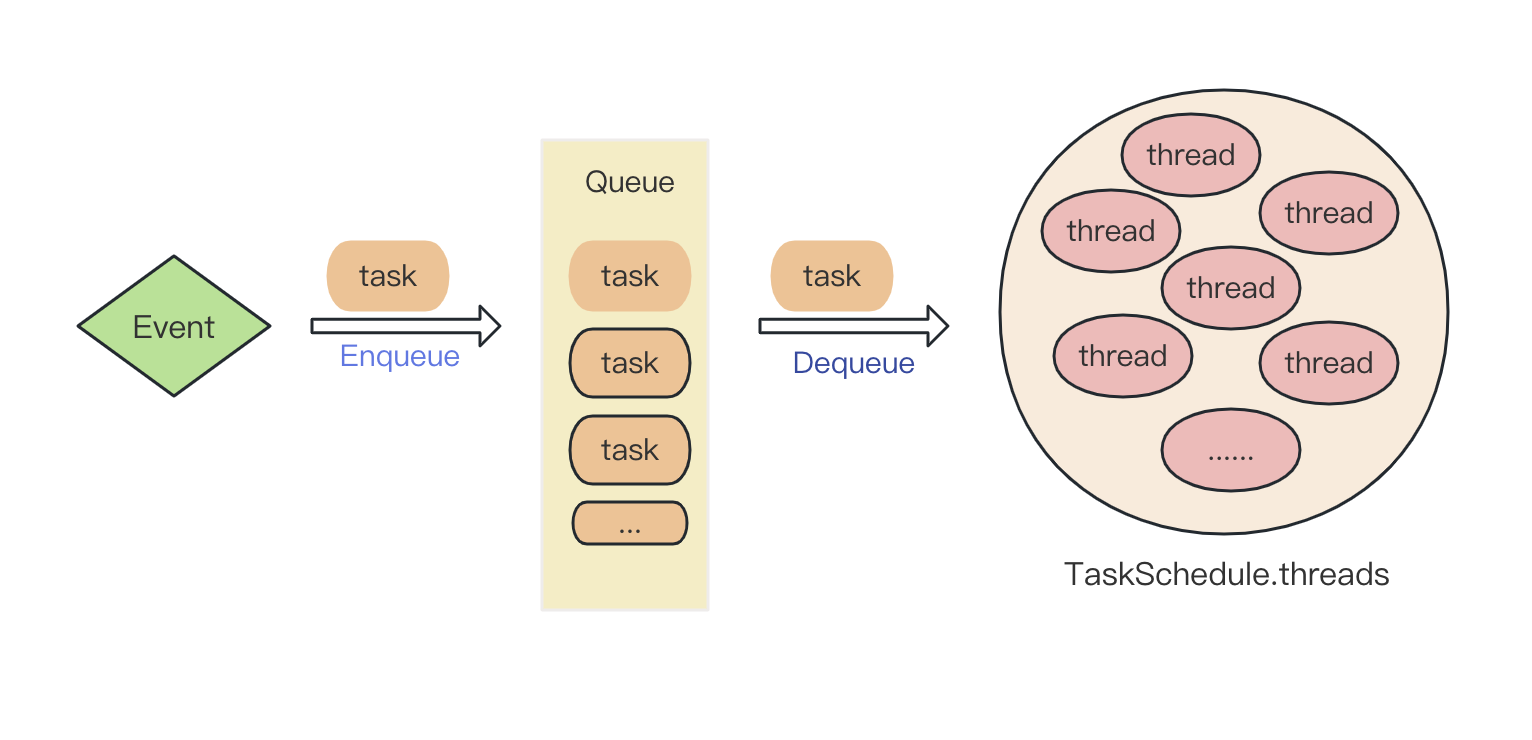 Event
task
Enqueue
Queue
task
task
task
...
task
Dequeue
thread
thread
thread
thread
thread
thread
......
TaskSchedule.threads